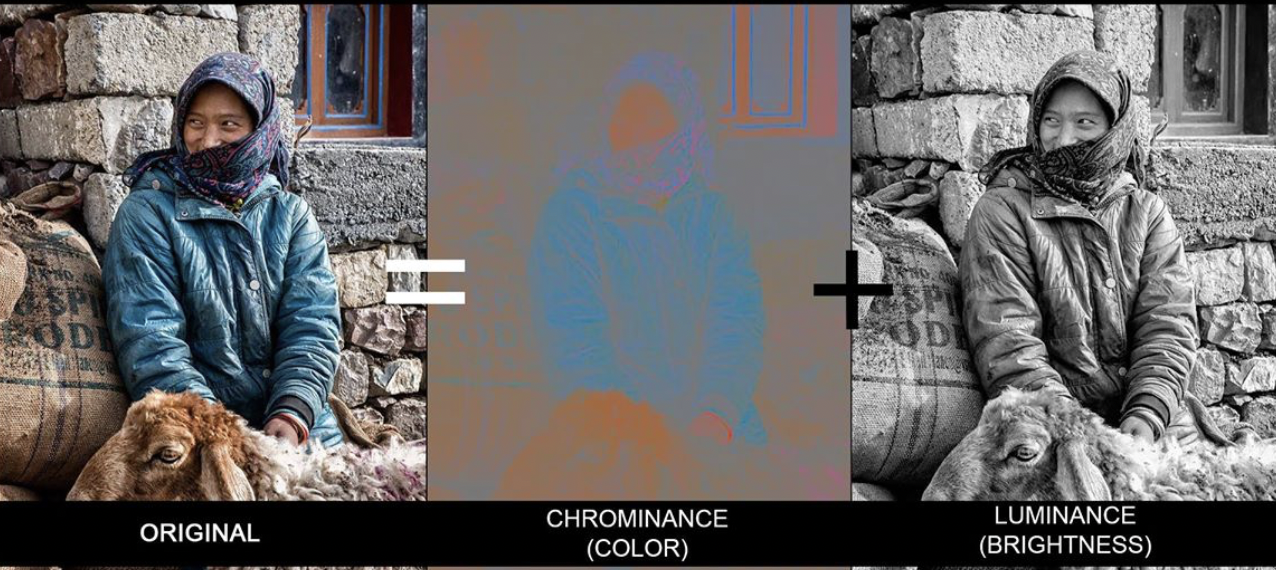 ORIGINAL
CHROMINANCE
(COLOR)
LUMINANCE
(BRIGHTNESS)